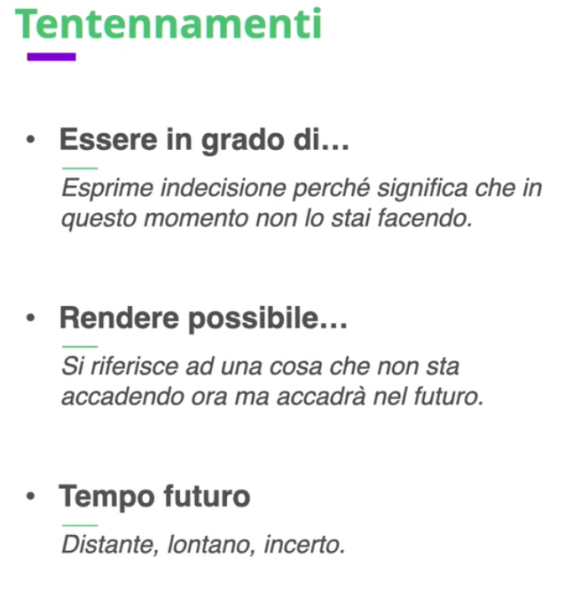 Tentennamenti
• Essere in grado di...
Esprime indecisione perché significa che in
questo momento non lo stai facendo.
• Rendere possibile...
Si riferisce ad una cosa che non sta
accadendo ora ma accadrà nel futuro.
• Tempo futuro
Distante, lontano, incerto.